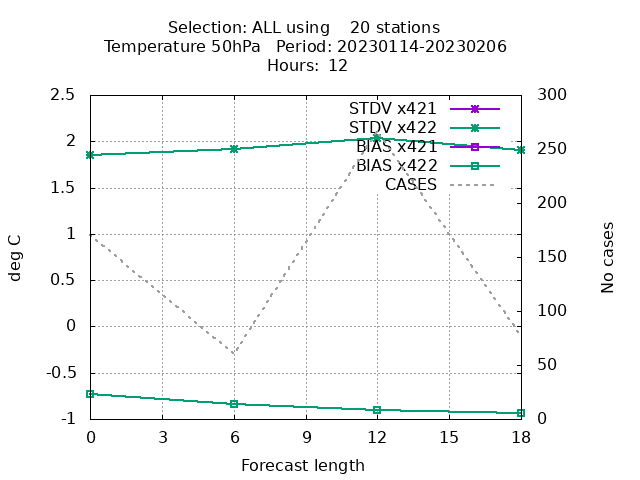 Selection: ALL using    20 stations
Temperature 50hPa   Period: 20230114-20230206
Hours: 12
2.5
2
1.5
1
0.5
0
-0.5
-1
300
250
200
150
100
50
0
STDV x421
STDV x422
BIAS x421
BIAS x422
CASES
deg C
No cases
0 3 6 9 12 15 18
Forecast length